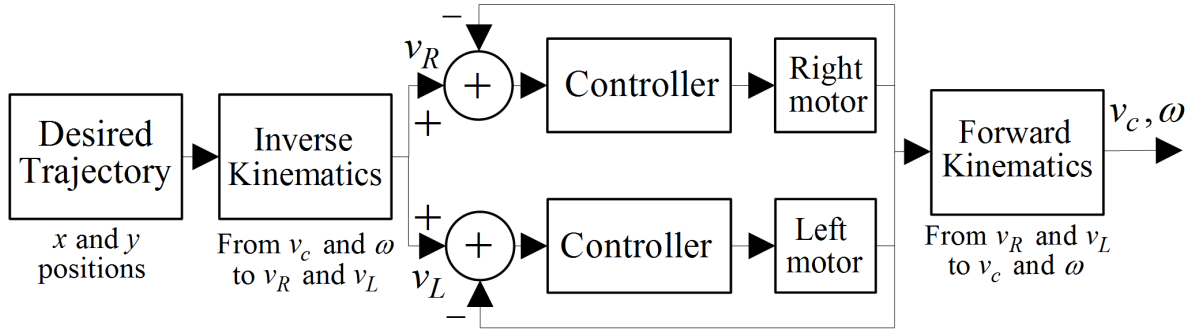 Desired
Trajectory
x and y
positions
Inverse
Kinematics
From v_c and ω
to v_R and v_L
−
v_R
+
+
Controller
Right
motor
+
v_L
+
−
Controller
Left
motor
Forward
Kinematics
From v_R and v_L
to v_c and ω
v_c, ω